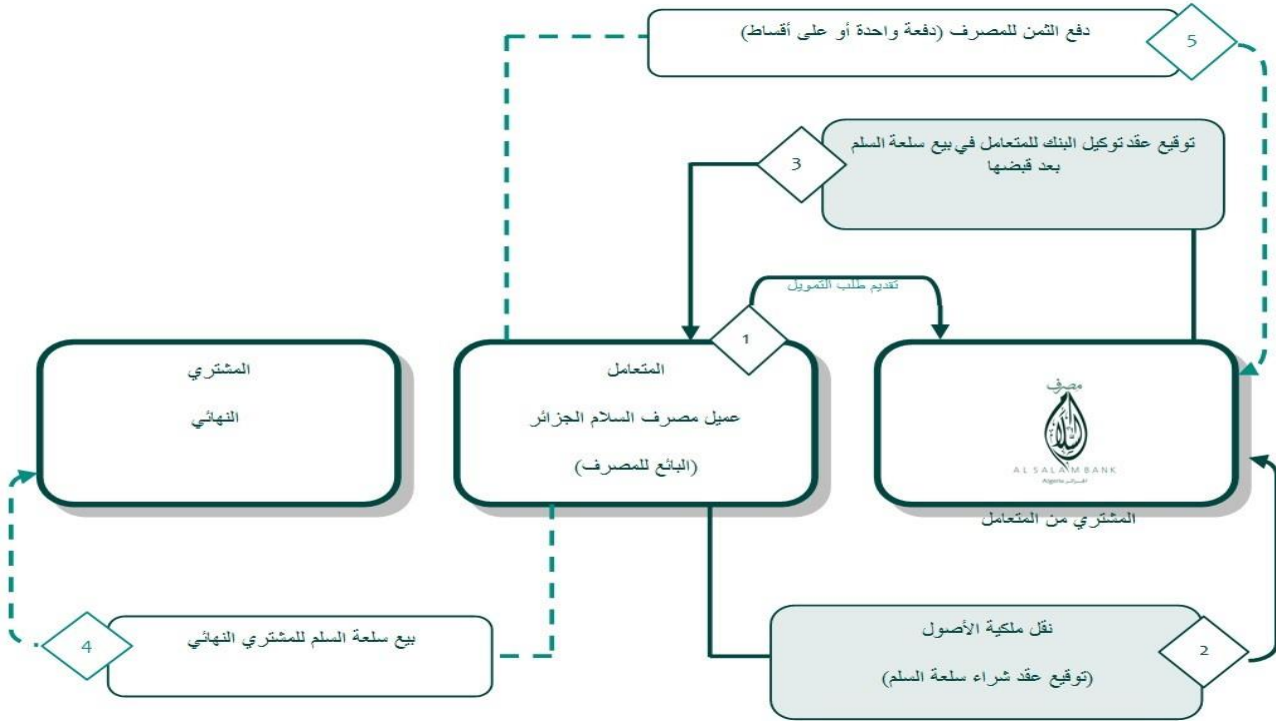 دفع الثمن للمصرف (دفعة واحدة أو على أقساط)
5
توقيع عقد توكيل البنك للمتعامل في بيع سلعة السلم
بعد قبضها
3
تقديم طلب التمويل
1
المتعامل
عميل مصرف السلام الجزائر
(البائع للمصرف)
المشتري
النهائي
مصرف
السلام
AL SALAM BANK
Algeria الجزائر
المشتري من المتعامل
نقل ملكية الأصول
(توقيع عقد شراء سلعة السلم)
2
بيع سلعة السلم للمشتري النهائي
4